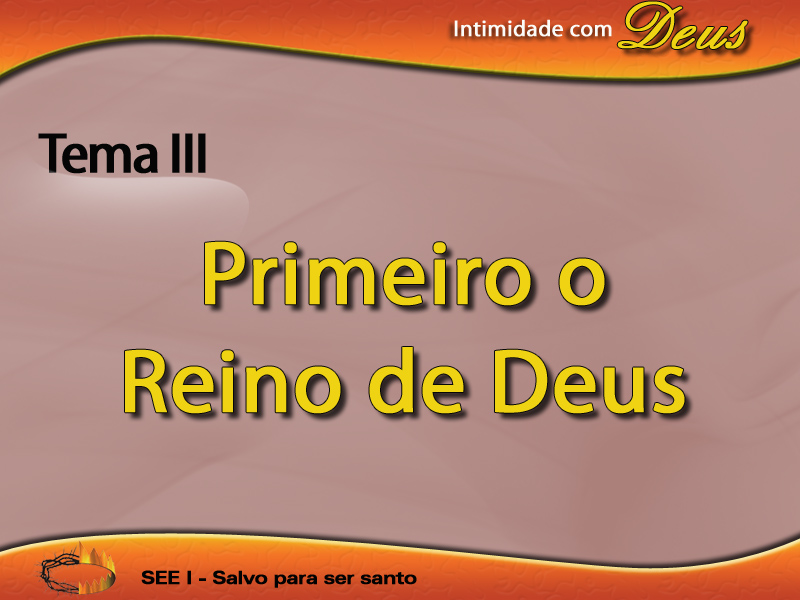 Intimidade com Deus
Tema III
Primeiro o
Reino de Deus
SEE I - Salvo para ser santo